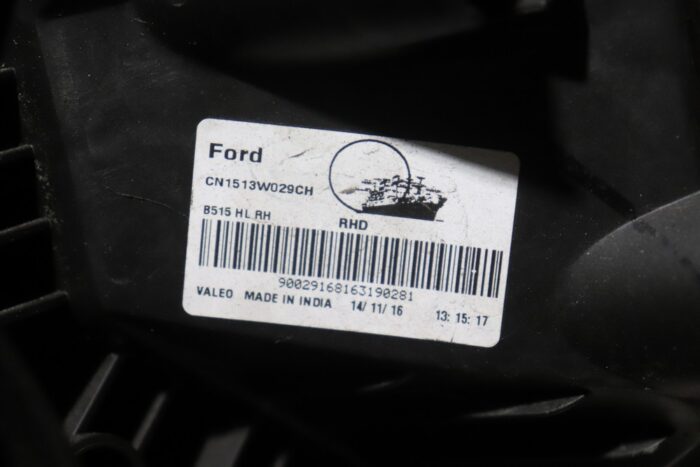 Ford
CN1513W029CH
B515 HL RH
RHD
90029168163190281
VALEO MADE IN INDIA 14/11/16 13:15:17